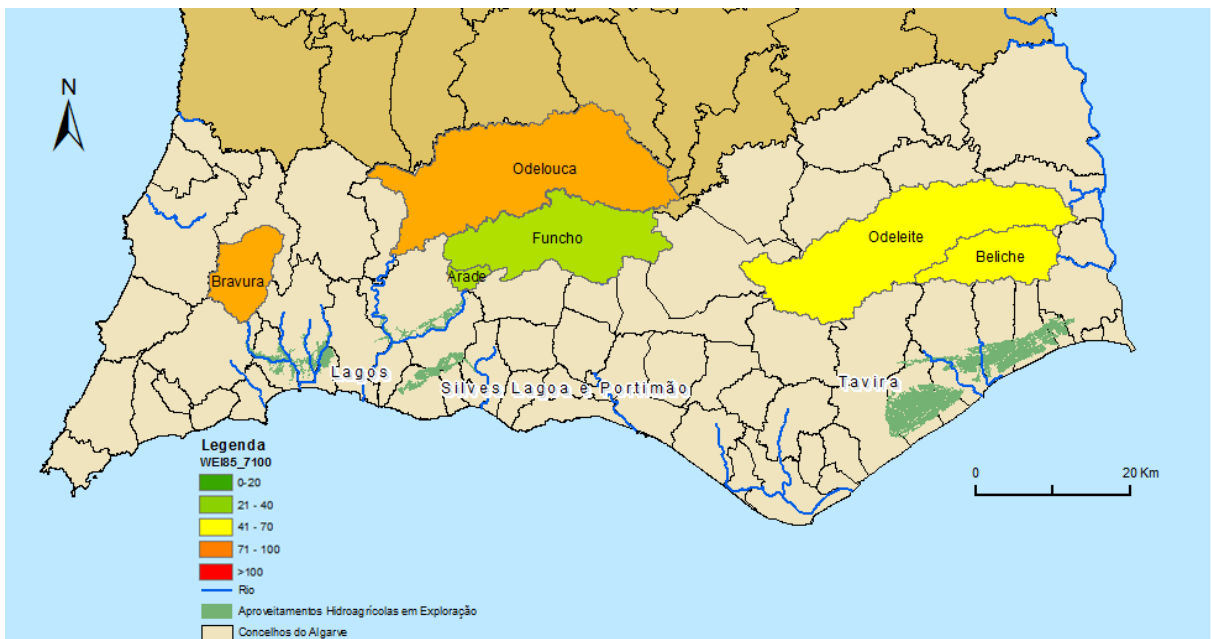 N
Odelouca
Funcho
Odeleite
Beliche
Arade
Bravura
Lagos
Silves Lagoa e Portimão
Tavira
Legenda
WEI85_7100
0-20
21 - 40
41 - 70
71 - 100
>100
Rio
Aproveitamentos Hidroagrícolas em Exploração
Concelhos do Algarve
0 20 Km